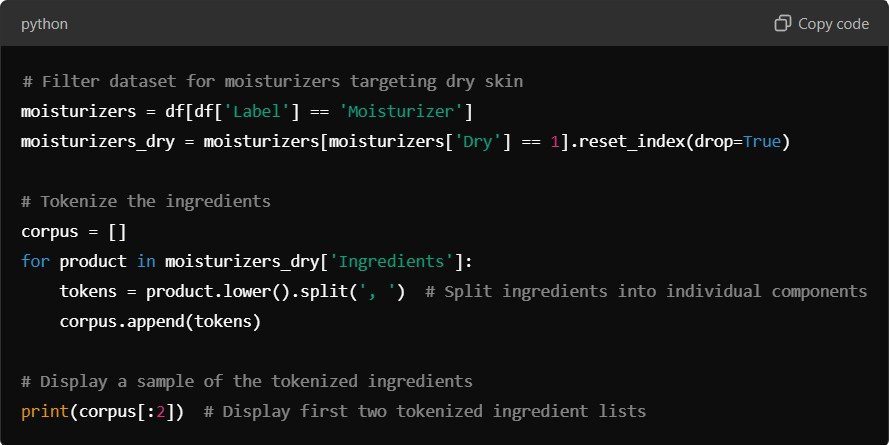 python
Copy code
# Filter dataset for moisturizers targeting dry skin
moisturizers = df[df['Label'] == 'Moisturizer']
moisturizers_dry = moisturizers[moisturizers['Dry'] == 1].reset_index(drop=True)
# Tokenize the ingredients
corpus = []
for product in moisturizers_dry['Ingredients']:
    tokens = product.lower().split(', ')  # Split ingredients into individual components
    corpus.append(tokens)
# Display a sample of the tokenized ingredients
print(corpus[:2])  # Display first two tokenized ingredient lists